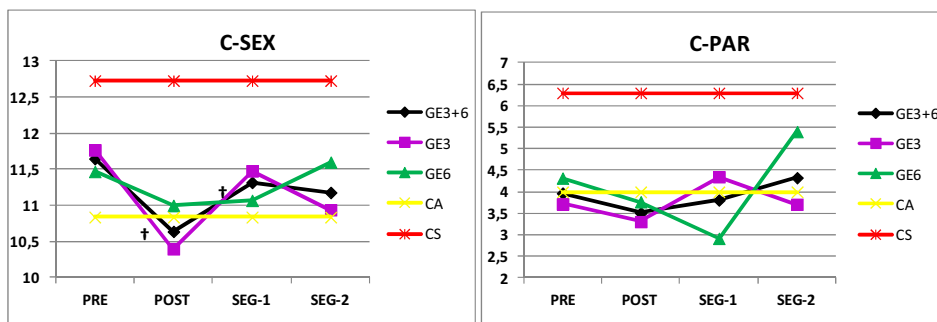 C-SEX
13
12,5
12
11,5
11
10,5
10
PRE POST SEG-1 SEG-2
†
†
GE3+6
GE3
GE6
CA
CS
C-PAR
7
6,5
6
5,5
5
4,5
4
3,5
3
2,5
2
PRE POST SEG-1 SEG-2
GE3+6
GE3
GE6
CA
CS